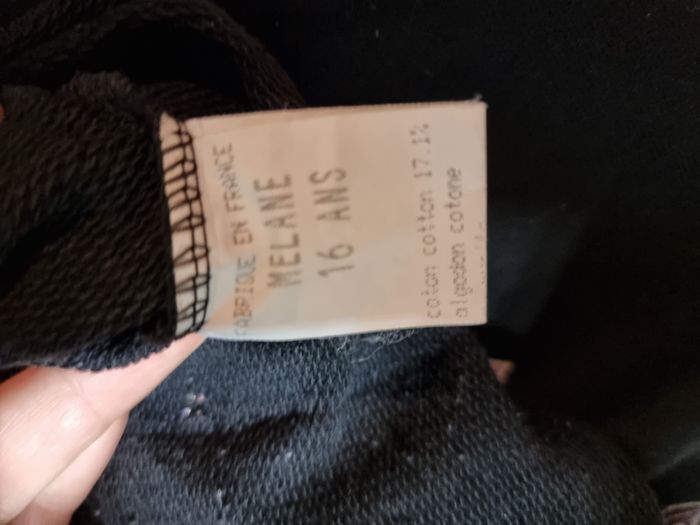 FABRIQUE EN FRANCE
MELANE
16 ANS
coton cotton 17.1%
algodon cotone